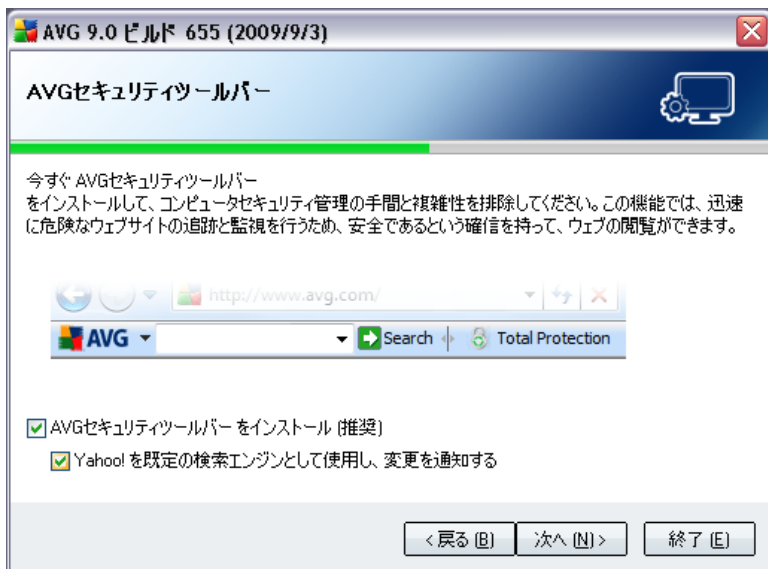 AVG 9.0 ビルド 655 (2009/9/3)
AVGセキュリティツールバー
今すぐ AVGセキュリティツールバー
をインストールして、コンピュータセキュリティ管理の手間と複雑性を排除してください。この機能では、迅速
に危険なウェブサイトの追跡と監視を行うため、安全であるという確信を持って、ウェブの閲覧ができます。
http://www.avg.com/
AVG Search Total Protection
AVGセキュリティツールバー をインストール (推奨)
Yahoo! を既定の検索エンジンとして使用し、変更を通知する
<戻る (B) 次へ (N)> 終了 (E)